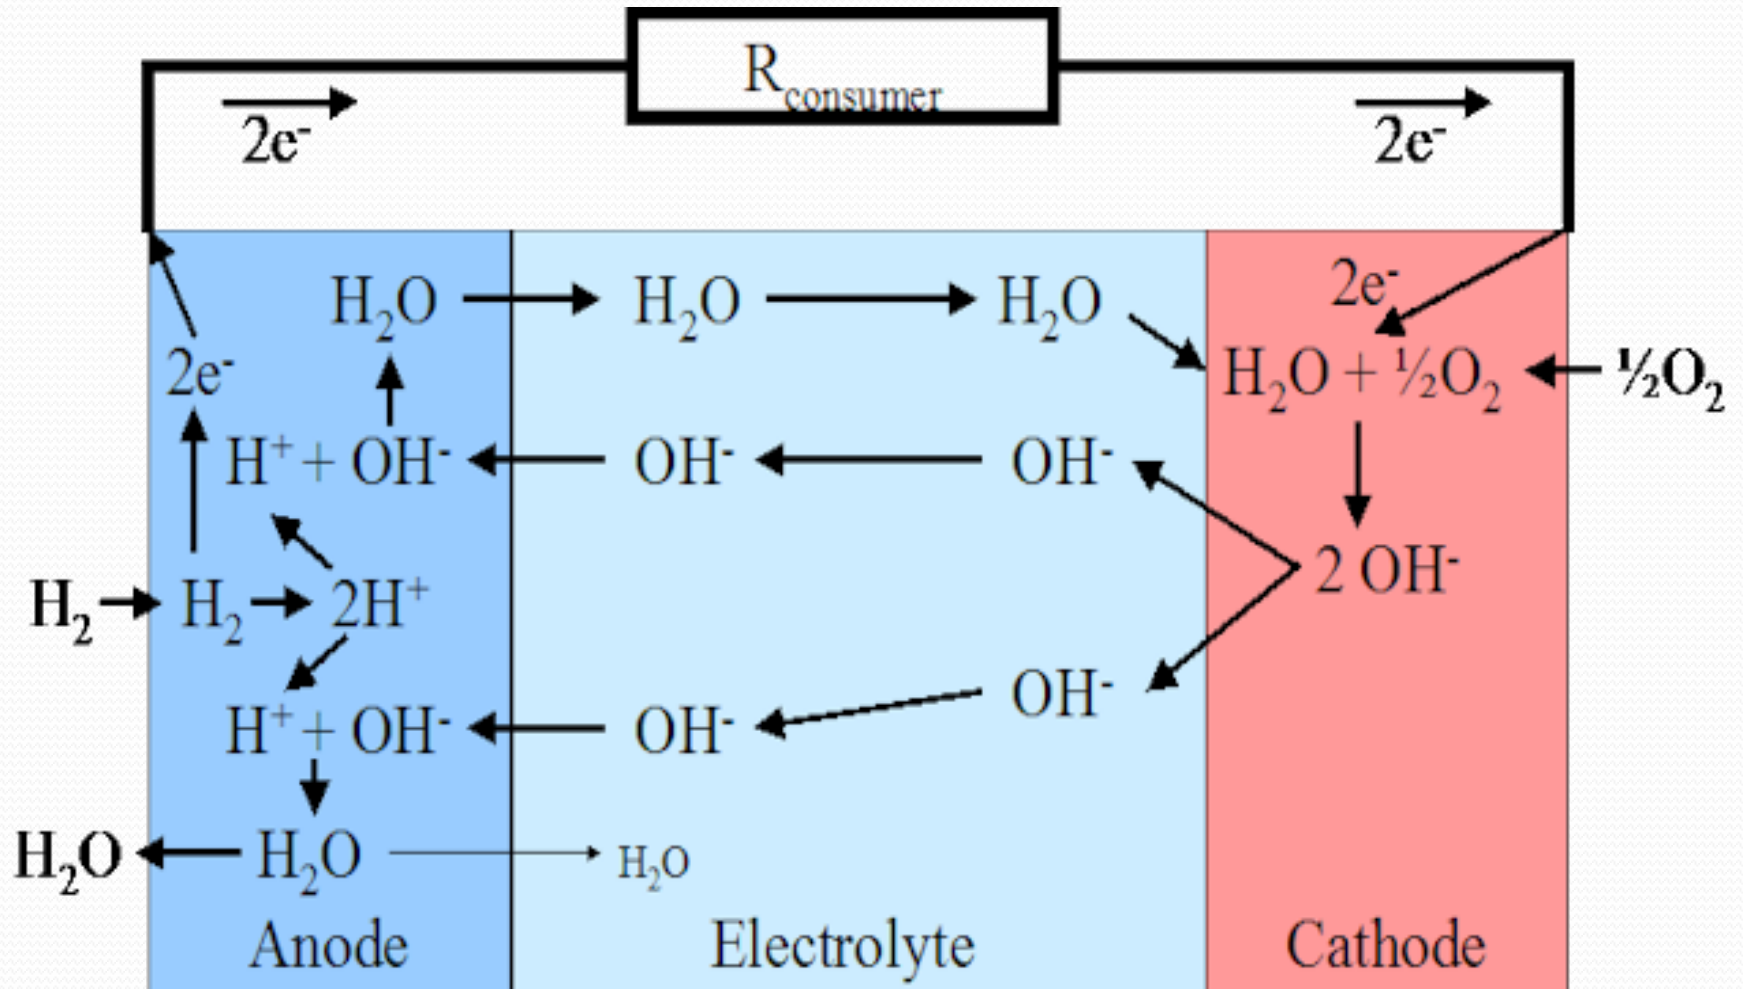 R consumer
2e⁻ 2e⁻
2e⁻
H₂O H₂O H₂O
2e⁻ H₂O + ½O₂ ½O₂
H⁺ + OH⁻ OH⁻ OH⁻
2 OH⁻
H₂ H₂ 2H⁺
OH⁻
H⁺ + OH⁻ OH⁻
H₂O H₂O H₂O
Anode Electrolyte Cathode